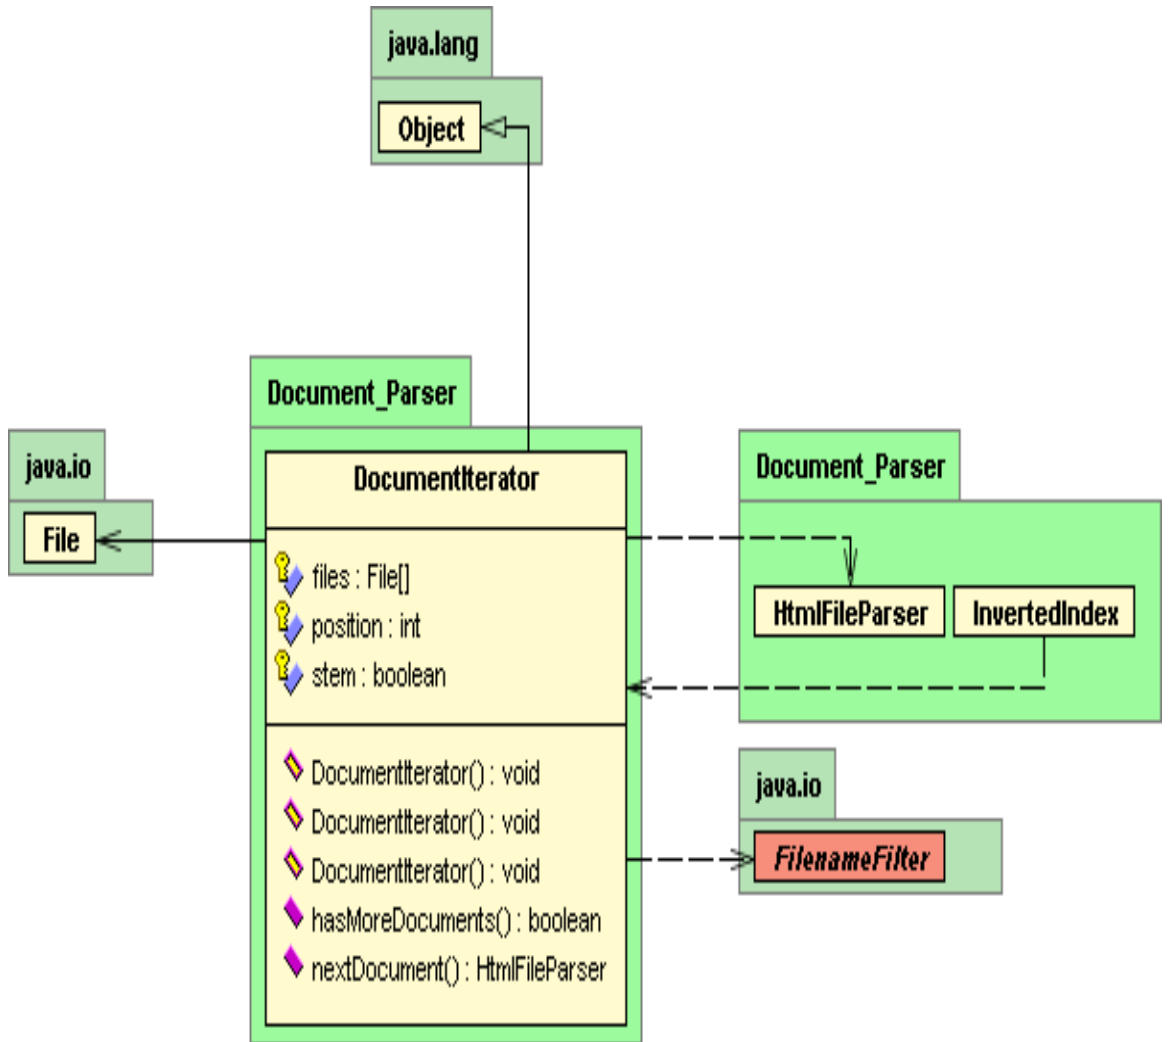 java.lang
Object
Document_Parser
DocumentIterator
files : File[]
position : int
stem : boolean
DocumentIterator() : void
DocumentIterator() : void
DocumentIterator() : void
hasMoreDocuments() : boolean
nextDocument() : HtmlFileParser
java.io
File
Document_Parser
HtmlFileParser
InvertedIndex
java.io
FilenameFilter